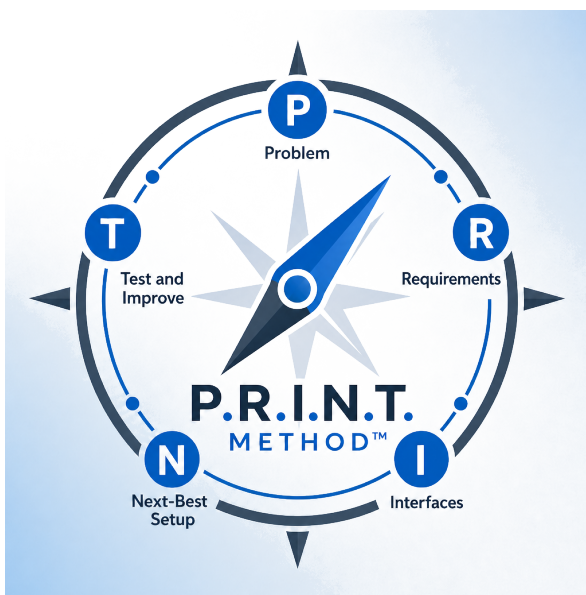 P
Problem
R
Requirements
I
Interfaces
N
Next-Best
Setup
T
Test and
Improve
P.R.I.N.T.
METHOD™